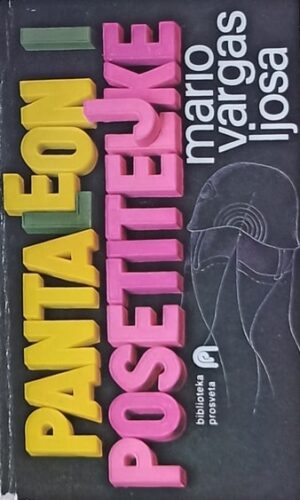 PANTALEON I
POSETITELJKE
mario
vargas
ljosa
biblioteka
prosveta